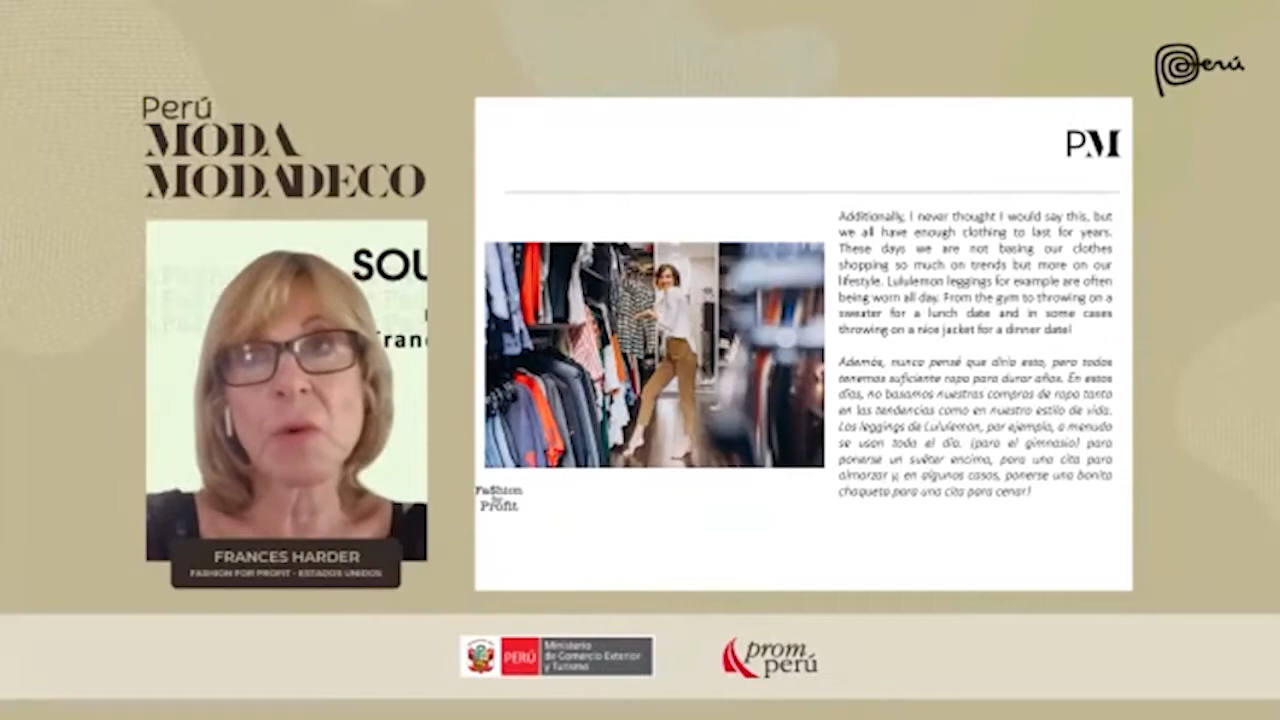 Perú
Perú
MODA
MODADECO
PM
SOU
Fran
FRANCES HARDER
FASHION FOR PROFIT - ESTADOS UNIDOS
Additionally, I never thought I would say this, but
we all have enough clothing to last for years.
These days we are not basing our clothes
shopping so much on trends but more on our
lifestyle. Lululemon leggings for example are often
being worn all day. From the gym to throwing on a
sweater for a lunch date and in some cases
throwing on a nice jacket for a dinner date!
Además, nunca pensé que diría esto, pero todos
tenemos suficiente ropa para durar años. En estos
días, no basamos nuestras compras de ropa tanto
en las tendencias como en nuestro estilo de vida.
Los leggings de Lululemon, por ejemplo, a menudo
se usan todo el día. (para el gimnasio) para
ponerse un suéter encima, para una cita para
almorzar y, en algunos casos, ponerse una bonita
chaqueta para una cita para cenar!
Fa$hion
for
Profit
PERÚ
Ministerio
de Comercio Exterior
y Turismo
prom
perú